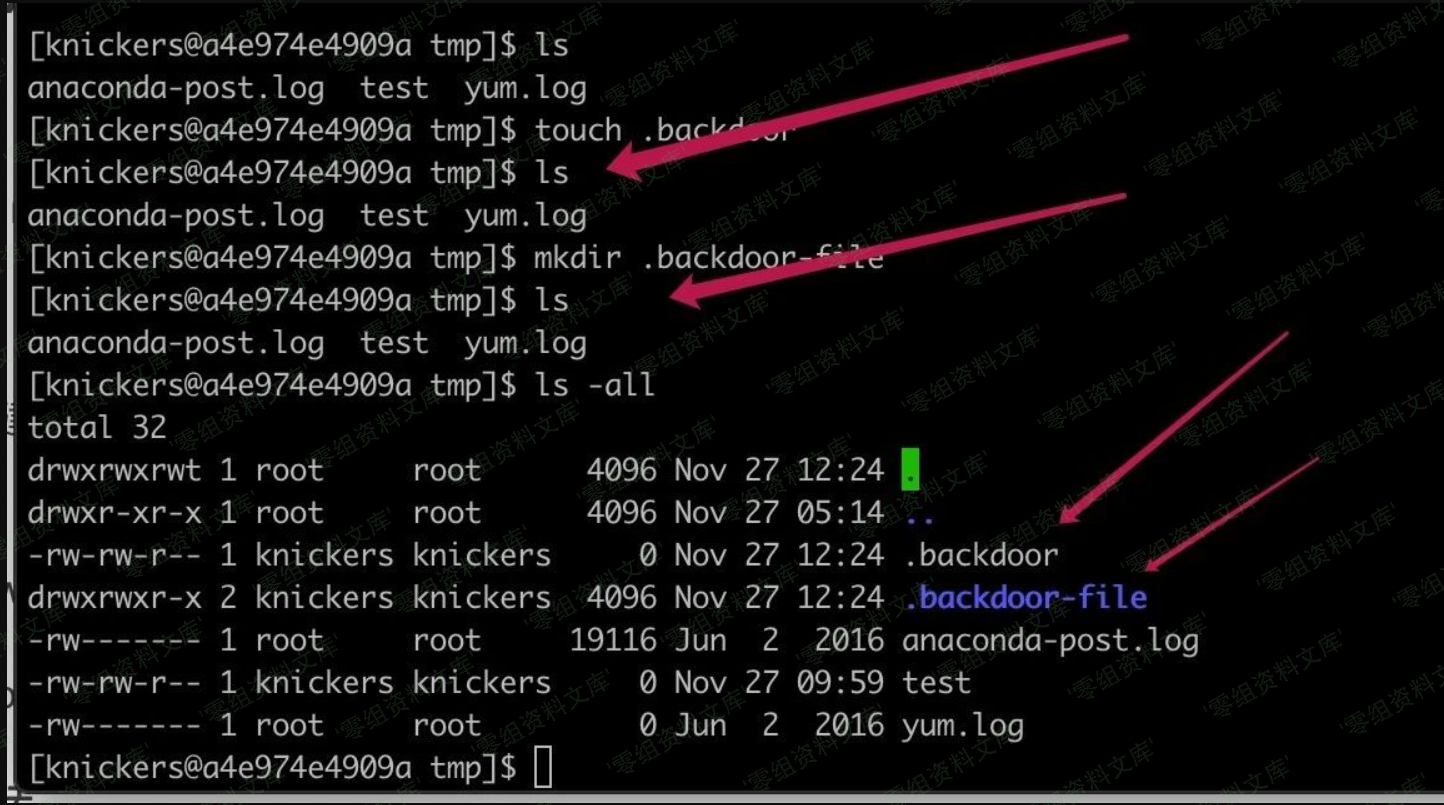 [knickers@a4e974e4909a tmp]$ ls
anaconda-post.log  test  yum.log
[knickers@a4e974e4909a tmp]$ touch .backdoor
[knickers@a4e974e4909a tmp]$ ls
anaconda-post.log  test  yum.log
[knickers@a4e974e4909a tmp]$ mkdir .backdoor-file
[knickers@a4e974e4909a tmp]$ ls
anaconda-post.log  test  yum.log
[knickers@a4e974e4909a tmp]$ ls -all
total 32
drwxrwxrwt 1 root     root      4096 Nov 27 12:24 .
drwxr-xr-x 1 root     root      4096 Nov 27 05:14 ..
-rw-rw-r-- 1 knickers knickers     0 Nov 27 12:24 .backdoor
drwxrwxr-x 2 knickers knickers  4096 Nov 27 12:24 .backdoor-file
-rw------- 1 root     root     19116 Jun  2  2016 anaconda-post.log
-rw-rw-r-- 1 knickers knickers     0 Nov 27 09:59 test
-rw------- 1 root     root         0 Jun  2  2016 yum.log
[knickers@a4e974e4909a tmp]$
'零组资料文库'